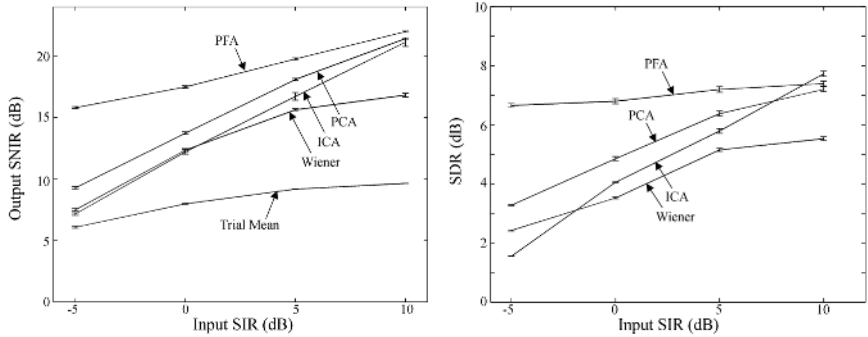 20
15
10
5
0
-5
0
5
10
Output SNIR (dB)
Input SIR (dB)
PFA
PCA
ICA
Wiener
Trial Mean
10
8
6
4
2
0
-5
0
5
10
SDR (dB)
Input SIR (dB)
PFA
PCA
ICA
Wiener